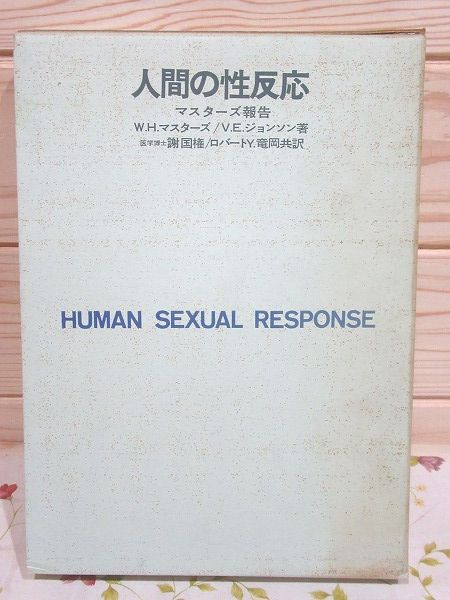 人間の性反応
マスターズ報告
W.H.マスターズ/V.E.ジョンソン著
医学博士謝国権/ロバートY.竜岡共訳
HUMAN SEXUAL RESPONSE